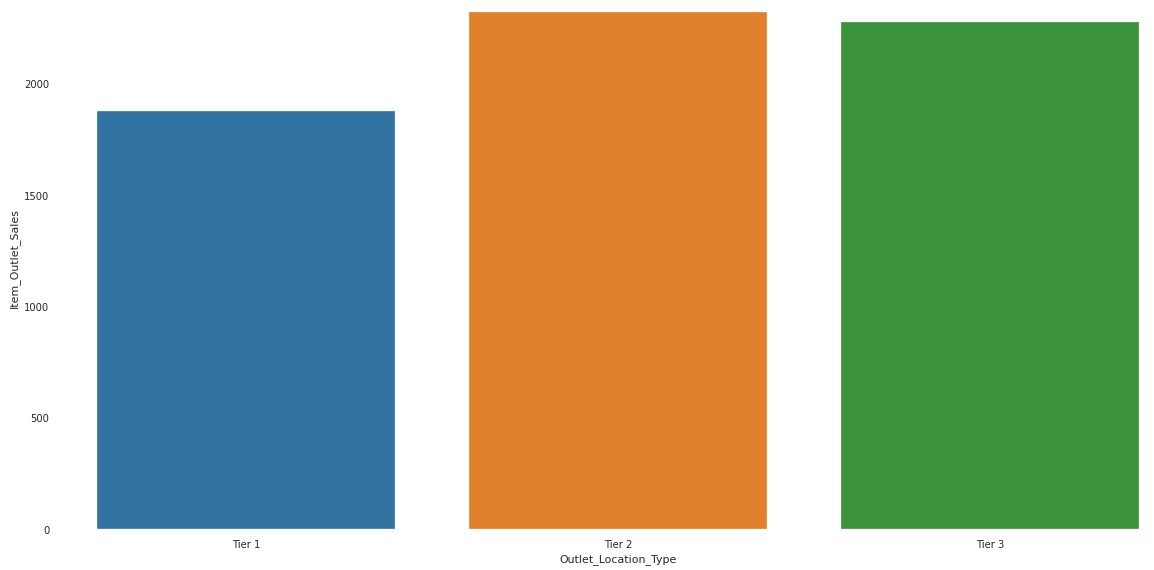 2000
1500
1000
500
0
Item_Outlet_Sales
Tier 1
Tier 2
Tier 3
Outlet_Location_Type